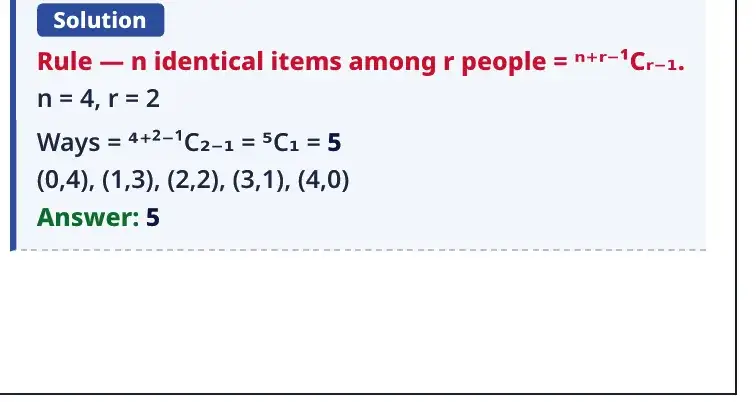 Solution
Rule — n identical items among r people = ⁿ⁺ʳ⁻¹Cᵣ₋₁.
n = 4, r = 2
Ways = ⁴⁺²⁻¹C₂₋₁ = ⁵C₁ = 5
(0,4), (1,3), (2,2), (3,1), (4,0)
Answer: 5